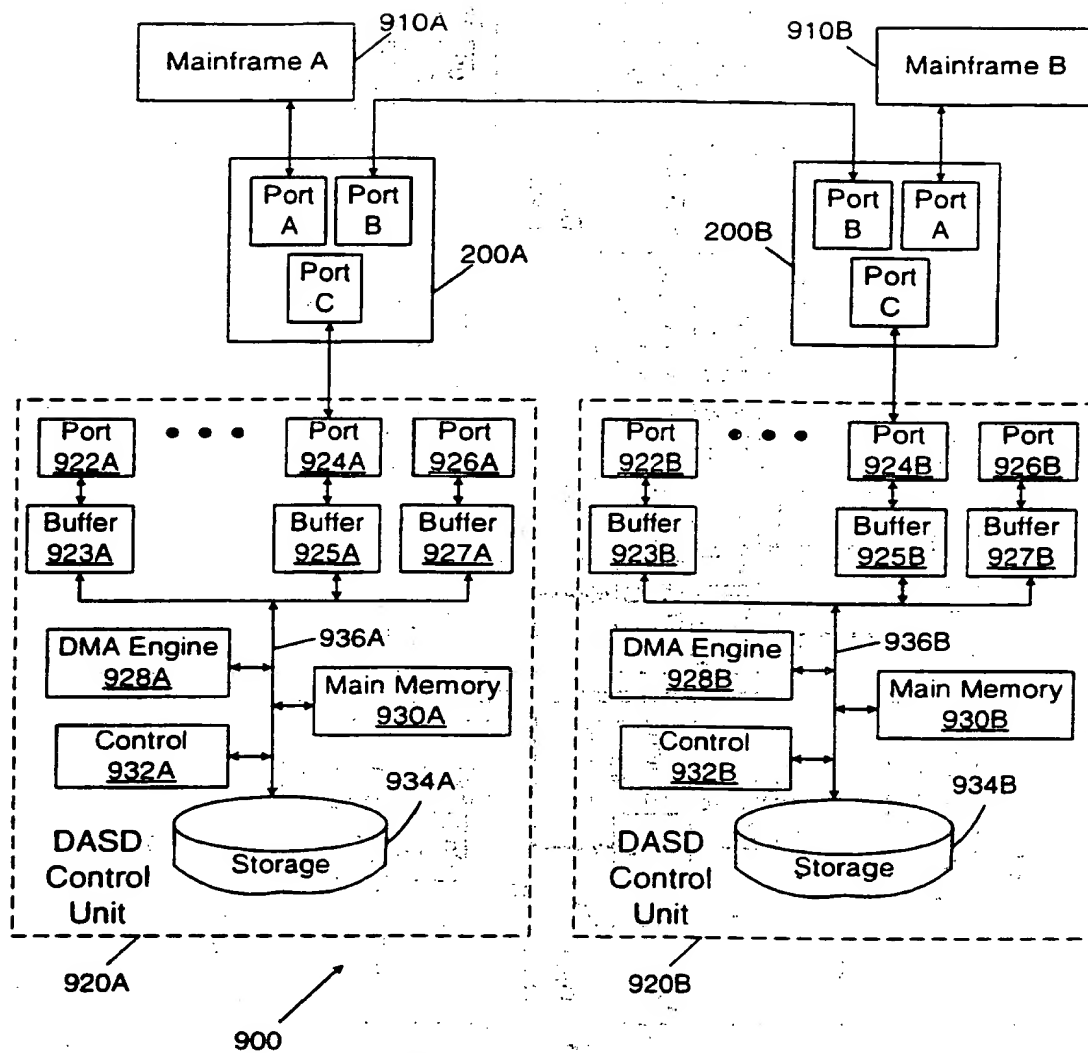 910A
Mainframe A
910B
Mainframe B
Port
A
Port
B
Port
C
200A
Port
B
Port
A
Port
C
200B
Port
922A
Port
924A
Port
926A
Buffer
923A
Buffer
925A
Buffer
927A
936A
DMA Engine
928A
Main Memory
930A
Control
932A
934A
Storage
DASD
Control
Unit
920A
Port
922B
Port
924B
Port
926B
Buffer
923B
Buffer
925B
Buffer
927B
936B
DMA Engine
928B
Main Memory
930B
Control
932B
934B
Storage
DASD
Control
Unit
920B
900